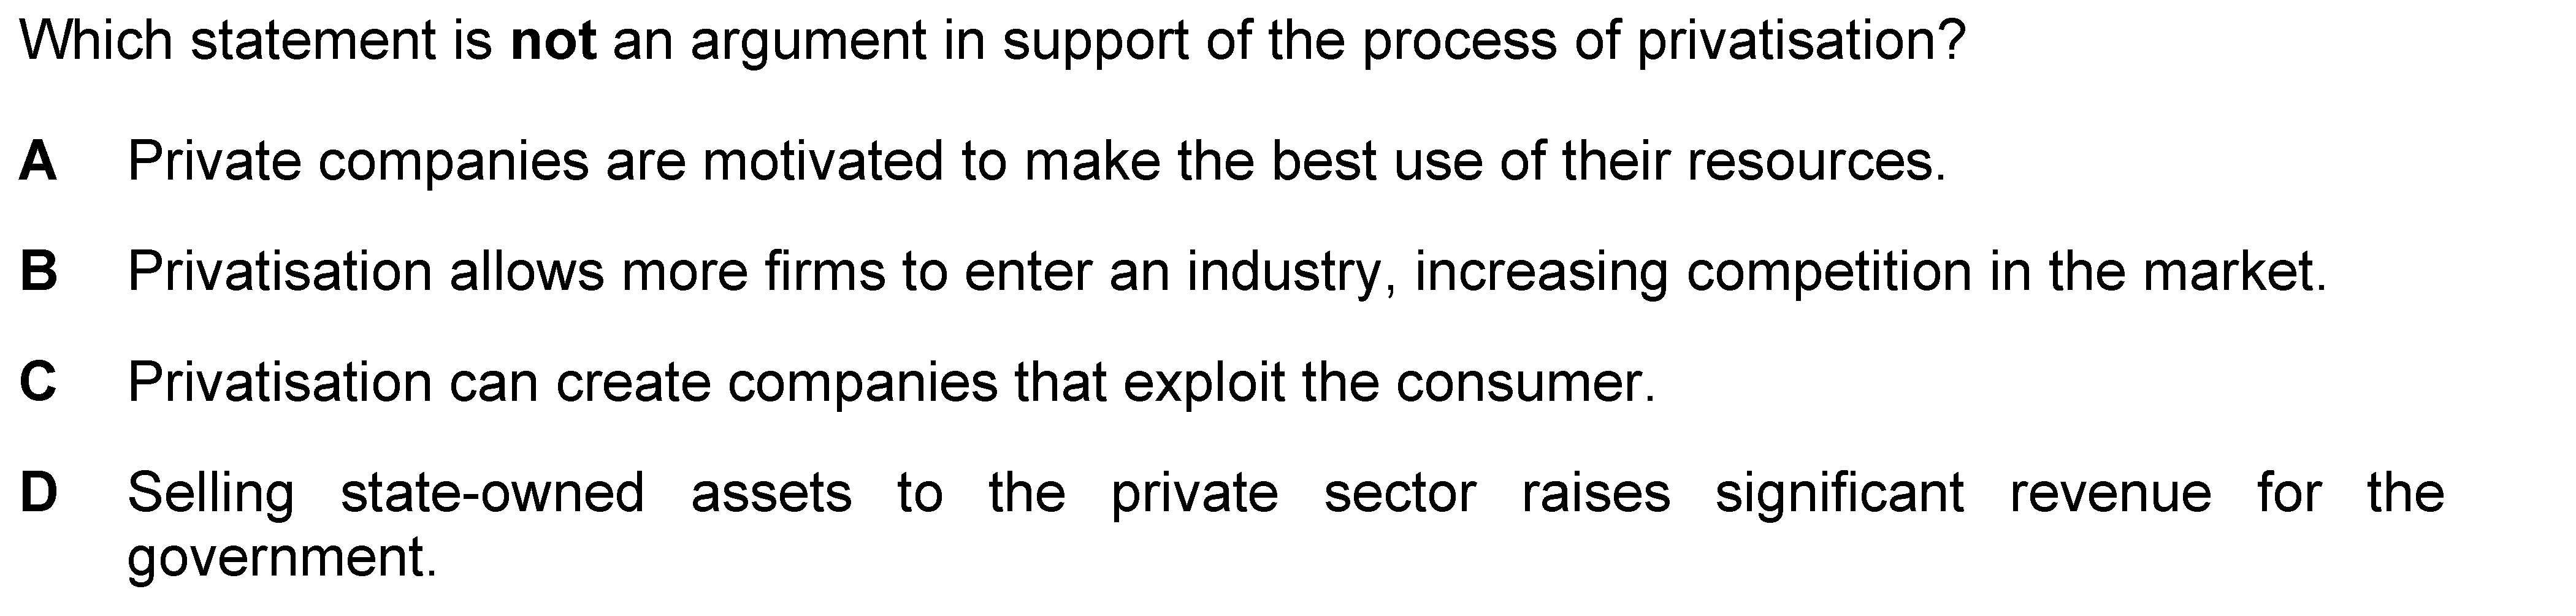 Which statement is not an argument in support of the process of privatisation?
A Private companies are motivated to make the best use of their resources.
B Privatisation allows more firms to enter an industry, increasing competition in the market.
C Privatisation can create companies that exploit the consumer.
D Selling state-owned assets to the private sector raises significant revenue for the
government.